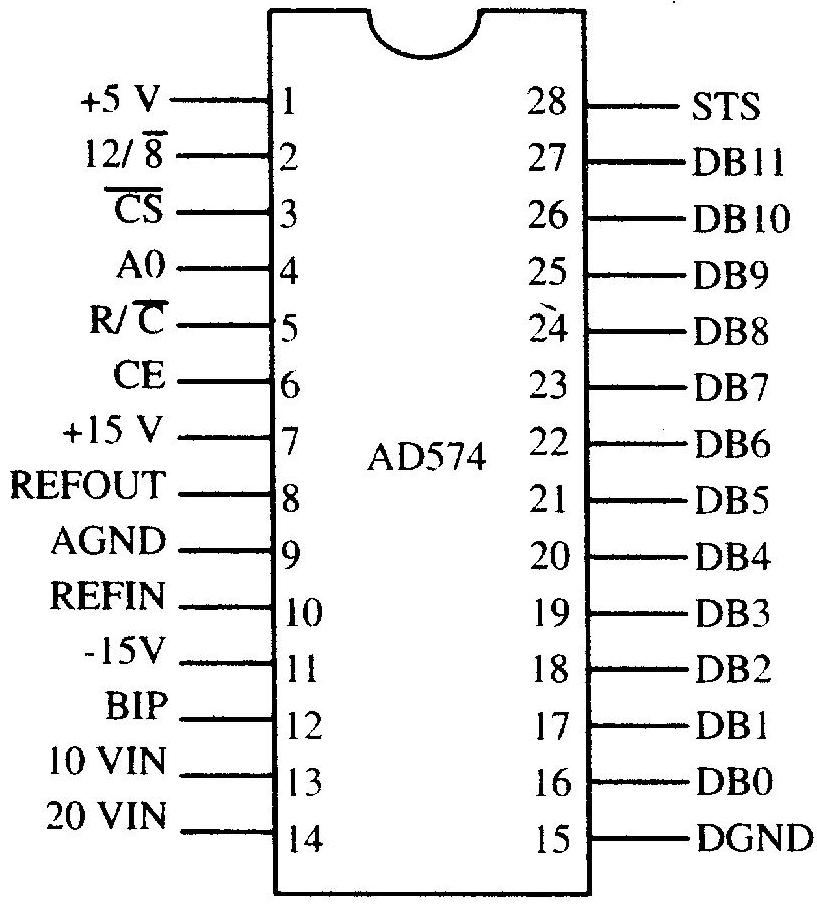 +5 V 1 28 STS
12/ 8̅ 2 27 DB11
C̅S̅ 3 26 DB10
A0 4 25 DB9
R/ C̅ 5 24 DB8
CE 6 23 DB7
+15 V 7 22 DB6
AD574
REFOUT 8 21 DB5
AGND 9 20 DB4
REFIN 10 19 DB3
-15V 11 18 DB2
BIP 12 17 DB1
10 VIN 13 16 DB0
20 VIN 14 15 DGND